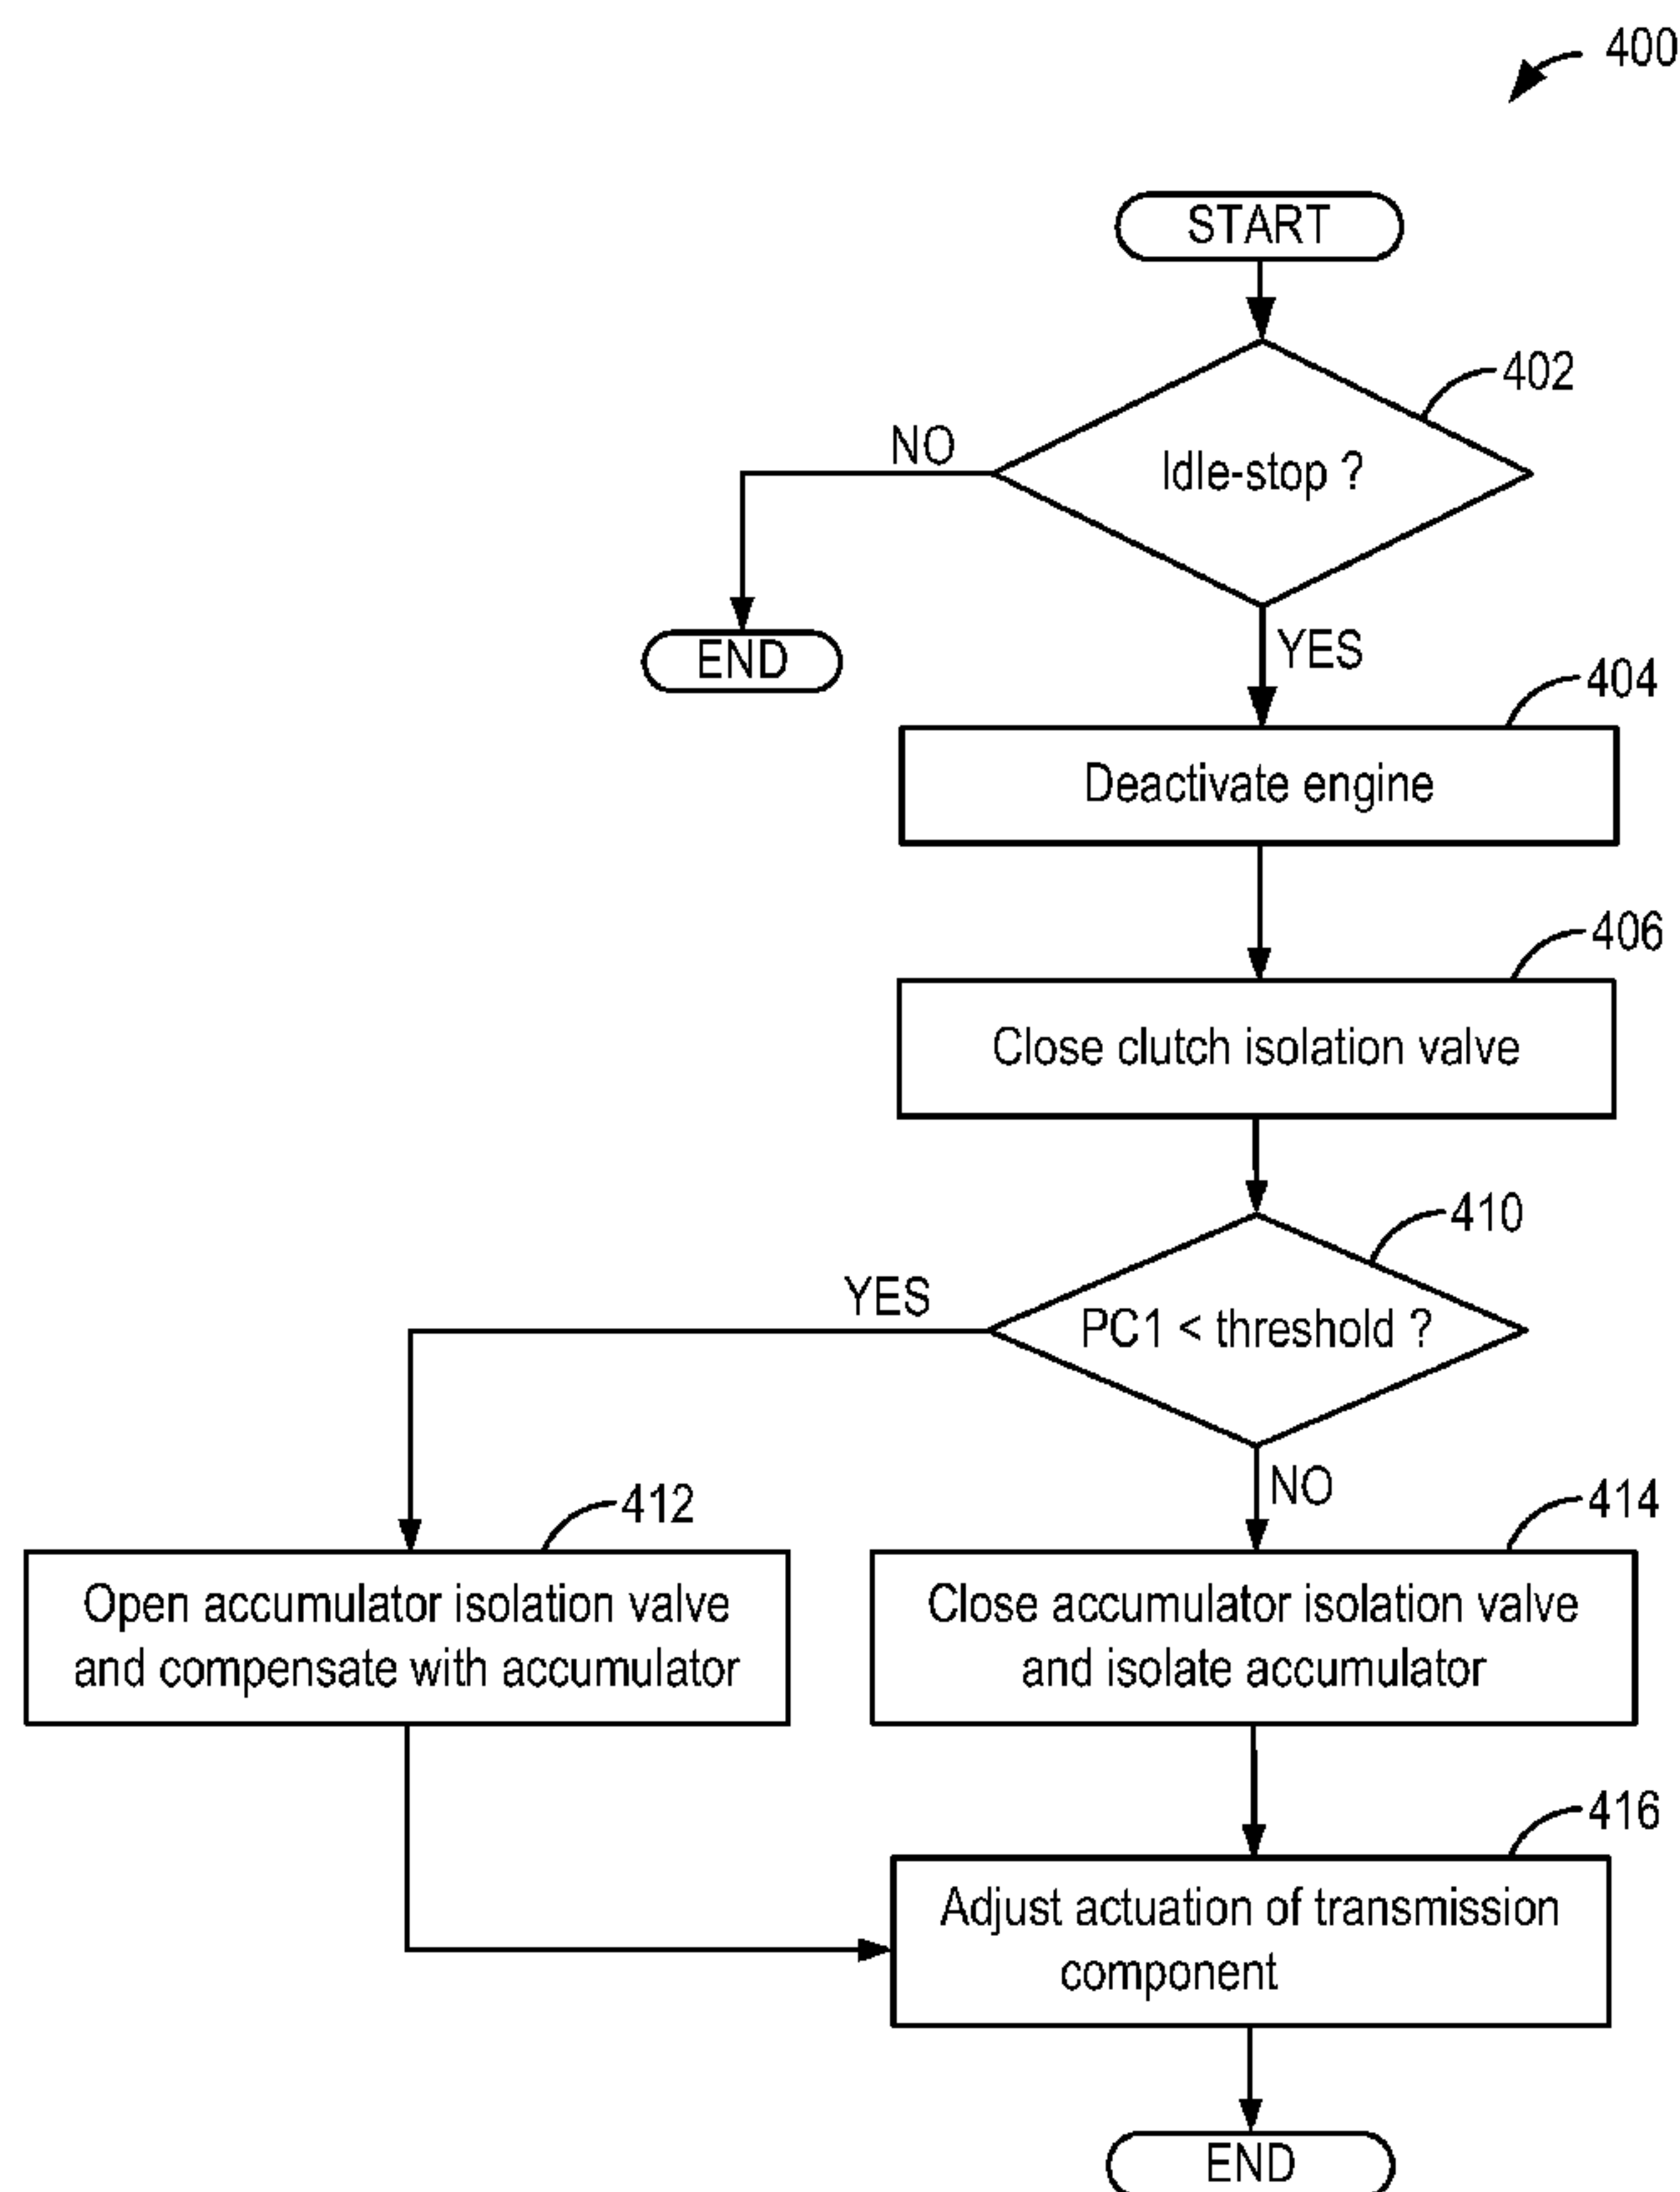 400
START
402
Idle-stop ?
NO
END
YES
404
Deactivate engine
406
Close clutch isolation valve
410
PC1 < threshold ?
YES
NO
412
Open accumulator isolation valve
and compensate with accumulator
414
Close accumulator isolation valve
and isolate accumulator
416
Adjust actuation of transmission
component
END